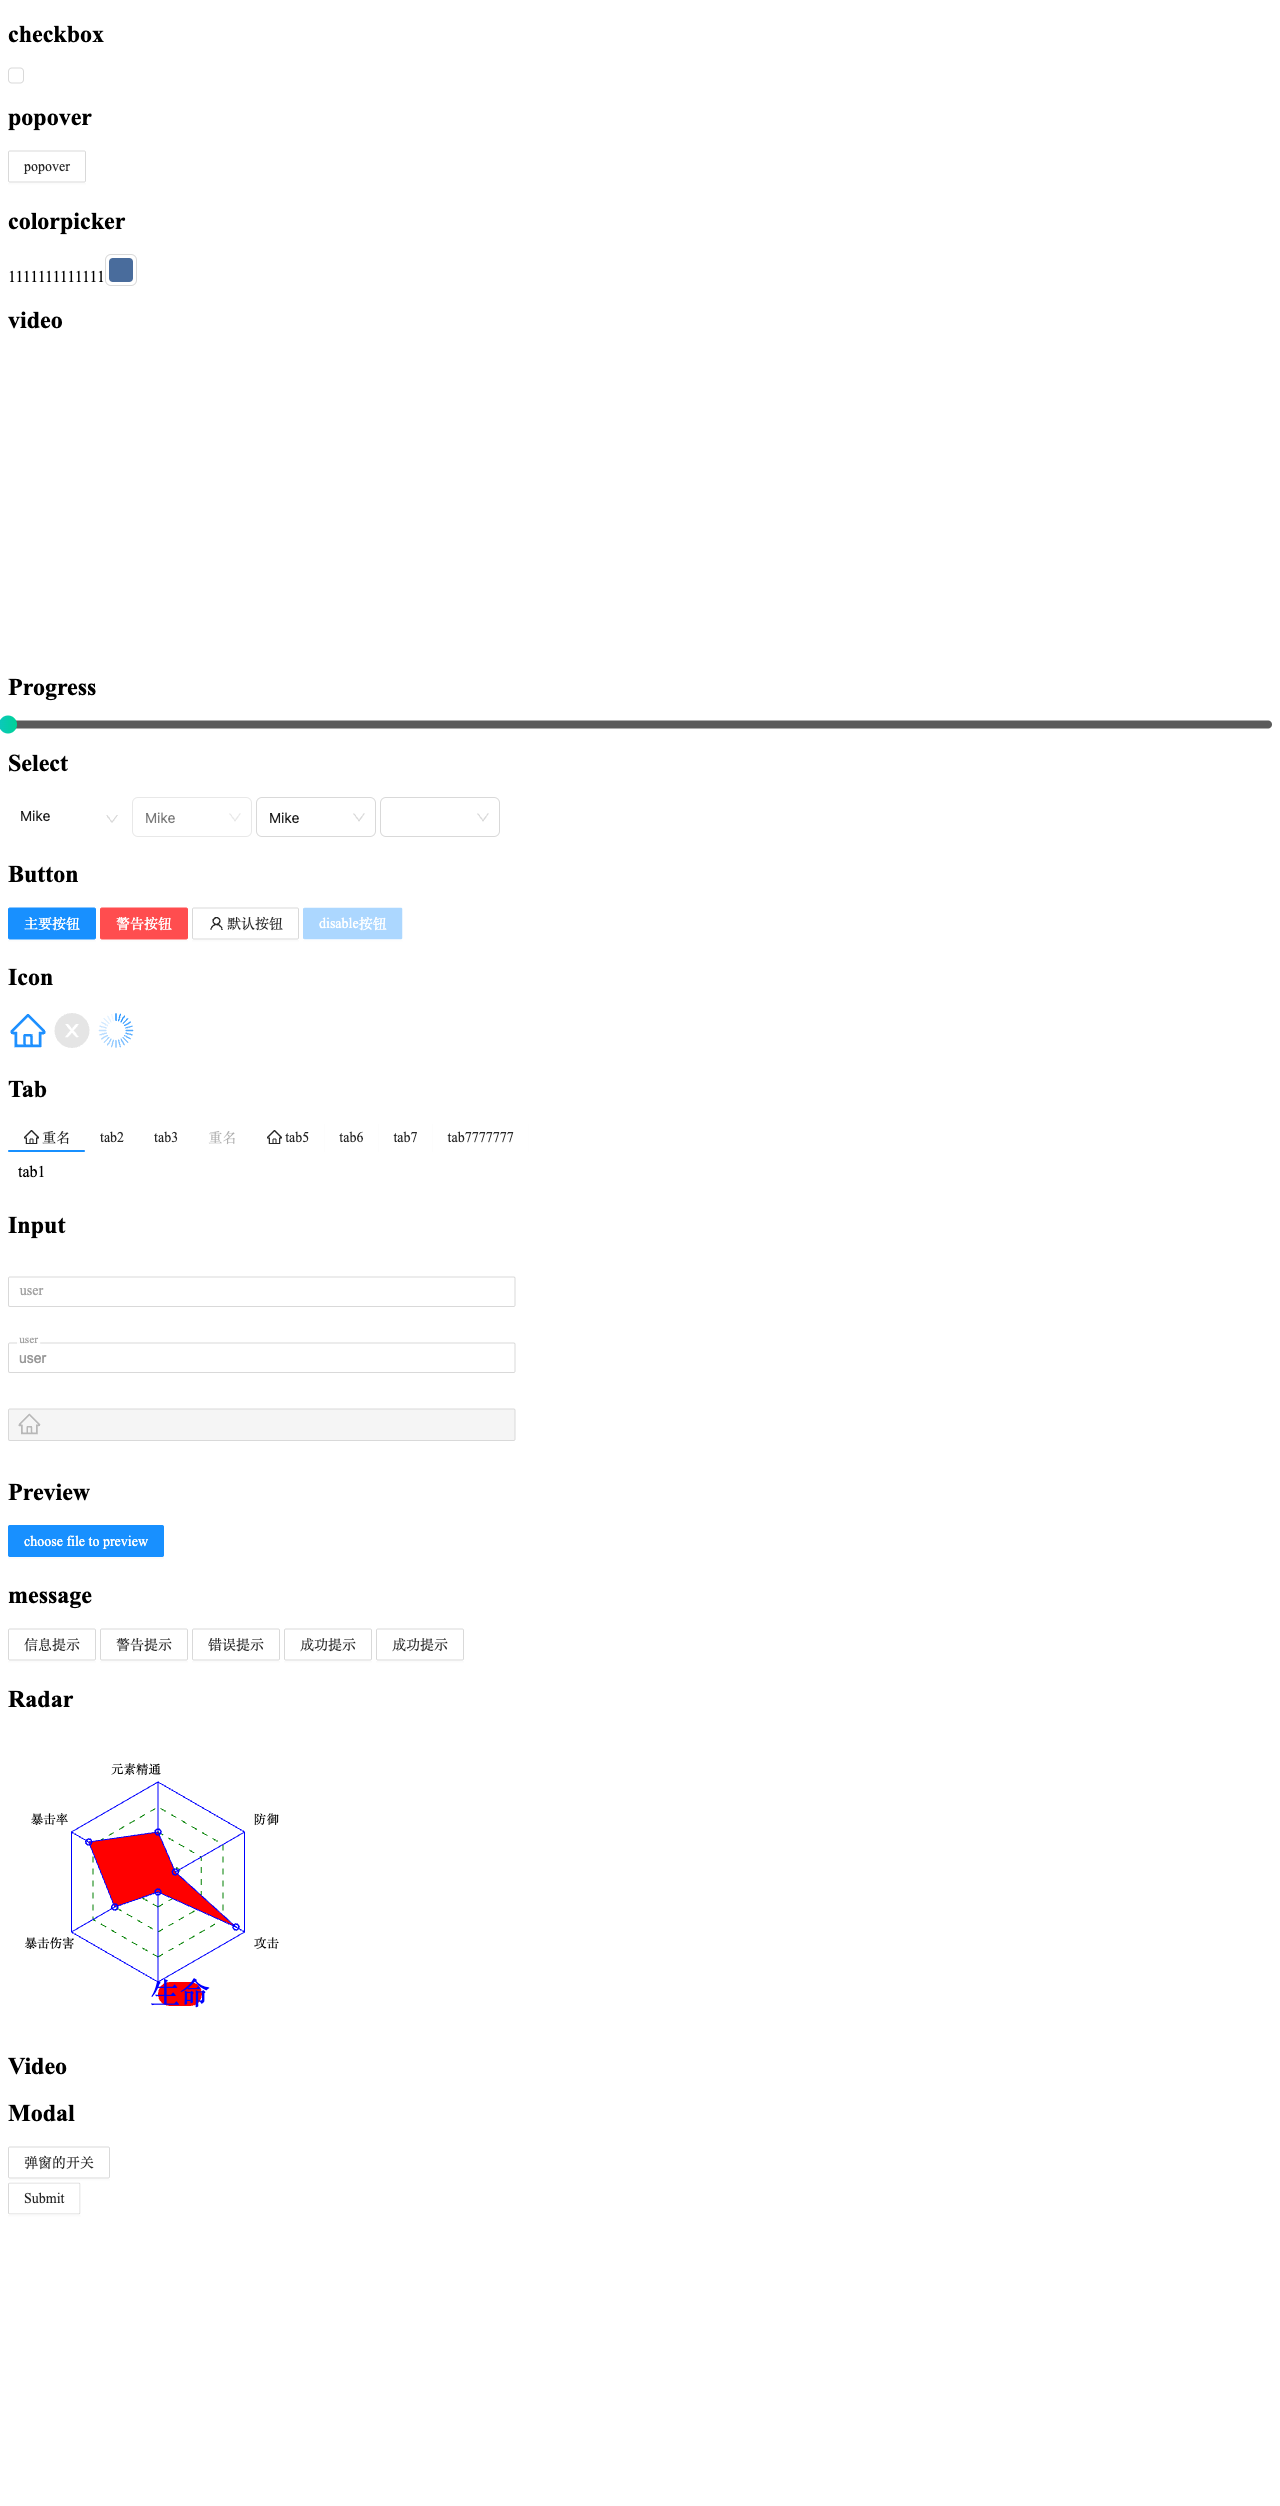 checkbox
popover
popover
colorpicker
1111111111111
video
Progress
Select
Mike Mike Mike
Button
主要按钮 警告按钮 默认按钮 disable按钮
Icon
Tab
重名 tab2 tab3 重名 tab5 tab6 tab7 tab7777777
tab1
Input
user
user
user
Preview
choose file to preview
message
信息提示 警告提示 错误提示 成功提示 成功提示
Radar
元素精通
暴击率 防御
暴击伤害 攻击
生命
Video
Modal
弹窗的开关
Submit